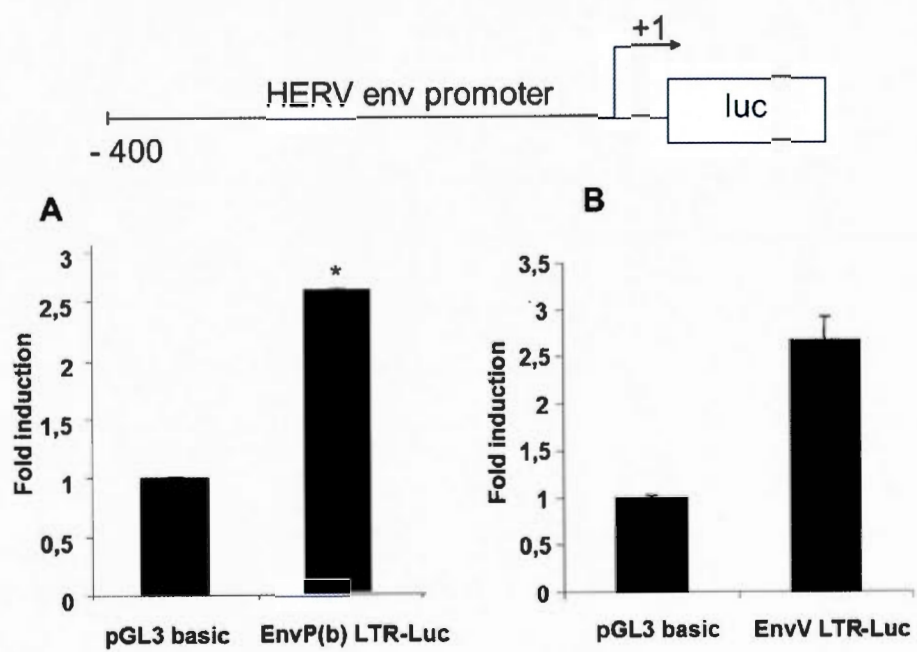 +1
HERV env promoter
luc
- 400
A
3
2,5
2
1,5
1
0,5
0
Fold induction
*
pGL3 basic
EnvP(b) LTR-Luc
B
3,5
3
2,5
2
1,5
1
0,5
0
Fold induction
pGL3 basic
EnvV LTR-Luc